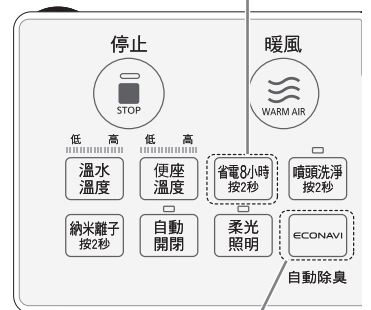 停止 暖風
STOP WARM AIR
低 高 低 高
溫水 便座 省電8小時 噴頭洗淨
溫度 溫度 按2秒 按2秒
納米離子 自動 柔光 ECONAVI
按2秒 開閉 照明
自動除臭